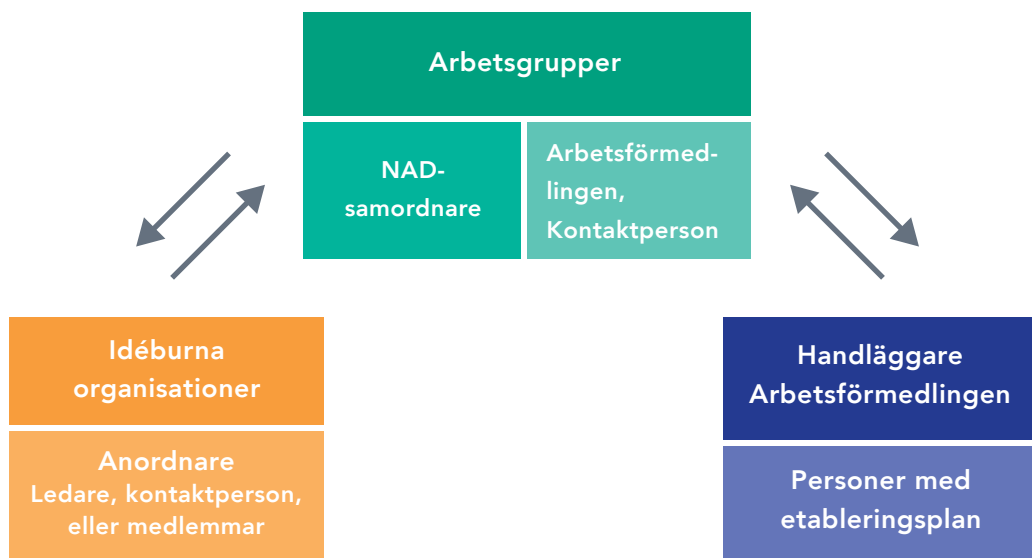 Arbetsgrupper
NAD-
samordnare
Arbetsförmed-
lingen,
Kontaktperson
Idéburna
organisationer
Anordnare
Ledare, kontaktperson,
eller medlemmar
Handläggare
Arbetsförmedlingen
Personer med
etableringsplan